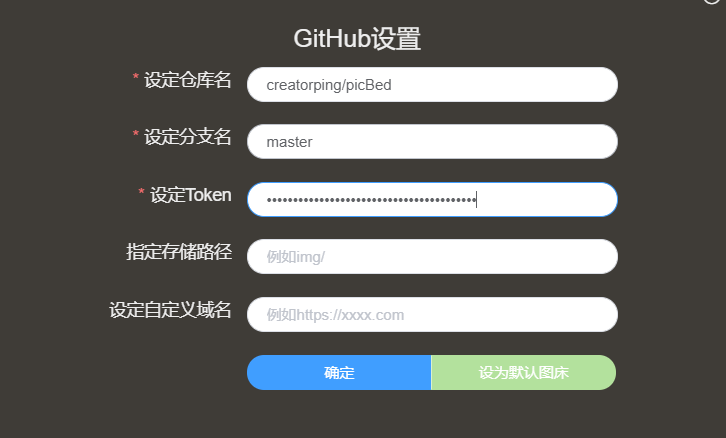 GitHub设置
* 设定仓库名 creatorping/picBed
* 设定分支名 master
* 设定Token ••••••••••••••••••••••••••••••••••••••••
指定存储路径 例如img/
设定自定义域名 例如https://xxxx.com
确定 设为默认图床